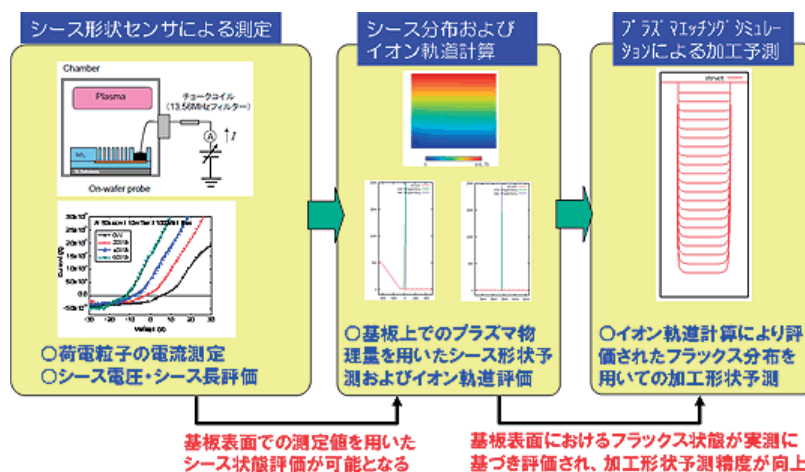 シース形状センサによる測定
Chamber
Plasma
チョークコイル
(13.56MHzフィルター)
A
I
On-wafer probe
○荷電粒子の電流測定
○シース電圧・シース長評価
シース分布および
イオン軌道計算
○基板上でのプラズマ物
理量を用いたシース形状予
測およびイオン軌道評価
プラズマエッチングシミュレー
ションによる加工予測
struct
○イオン軌道計算により評
価されたフラックス分布を
用いての加工形状予測
基板表面での測定値を用いた
シース状態評価が可能となる
基板表面におけるフラックス状態が実測に
基づき評価され、加工形状予測精度が向上